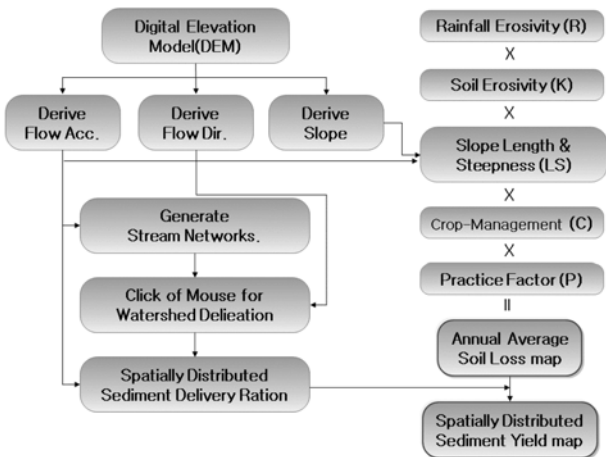 Digital Elevation
Model(DEM)
Derive
Flow Acc.
Derive
Flow Dir.
Derive
Slope
Generate
Stream Networks.
Click of Mouse for
Watershed Delieation
Spatially Distributed
Sediment Delivery Ration
Rainfall Erosivity (R)
X
Soil Erosivity (K)
X
Slope Length &
Steepness (LS)
X
Crop-Management (C)
X
Practice Factor (P)
=
Annual Average
Soil Loss map
Spatially Distributed
Sediment Yield map